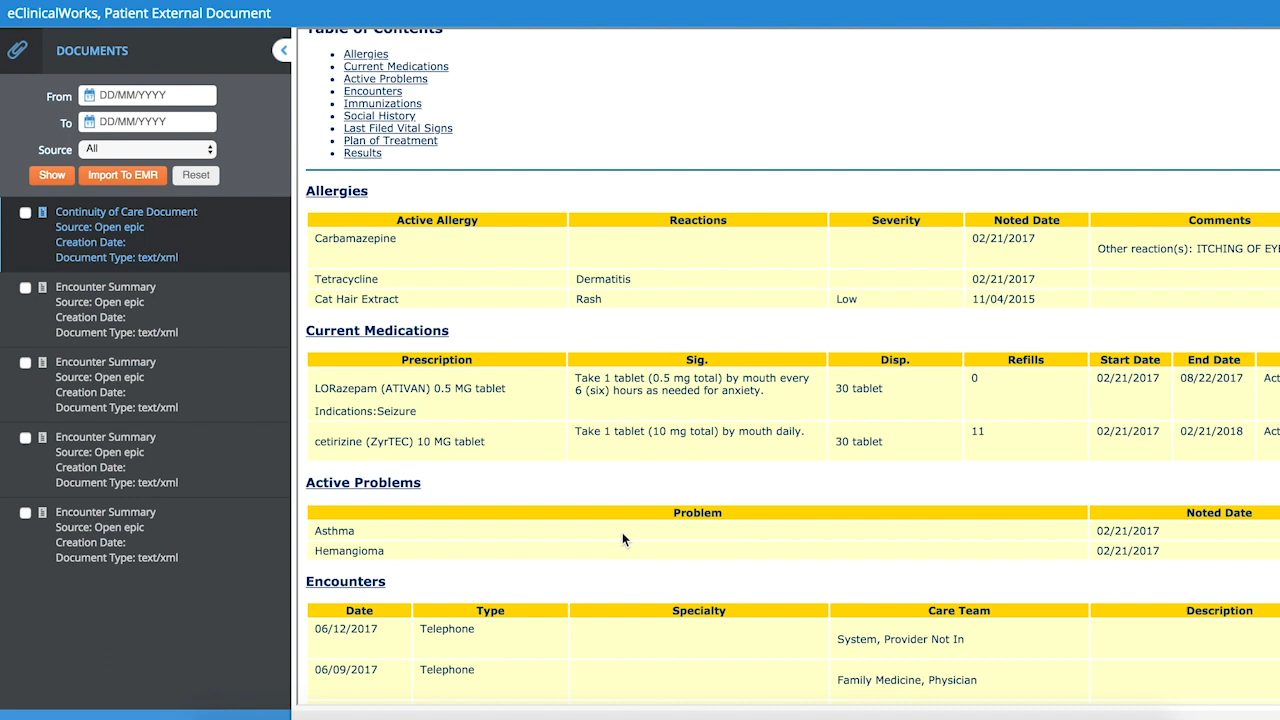 eClinicalWorks, Patient External Document
DOCUMENTS
From DD/MM/YYYY
To DD/MM/YYYY
Source All
Show Import To EMR Reset
Continuity of Care Document
Source: Open epic
Creation Date:
Document Type: text/xml
Encounter Summary
Source: Open epic
Creation Date:
Document Type: text/xml
Encounter Summary
Source: Open epic
Creation Date:
Document Type: text/xml
Encounter Summary
Source: Open epic
Creation Date:
Document Type: text/xml
Encounter Summary
Source: Open epic
Creation Date:
Document Type: text/xml
Table of Contents
Allergies
Current Medications
Active Problems
Encounters
Immunizations
Social History
Last Filed Vital Signs
Plan of Treatment
Results
Allergies
Active Allergy Reactions Severity Noted Date Comments
Carbamazepine 02/21/2017 Other reaction(s): ITCHING OF EYE
Tetracycline Dermatitis 02/21/2017
Cat Hair Extract Rash Low 11/04/2015
Current Medications
Prescription Sig. Disp. Refills Start Date End Date
LORazepam (ATIVAN) 0.5 MG tablet
Indications:Seizure
Take 1 tablet (0.5 mg total) by mouth every
6 (six) hours as needed for anxiety.
30 tablet 0 02/21/2017 08/22/2017 Act
cetirizine (ZyrTEC) 10 MG tablet Take 1 tablet (10 mg total) by mouth daily. 30 tablet 11 02/21/2017 02/21/2018 Act
Active Problems
Problem Noted Date
Asthma 02/21/2017
Hemangioma 02/21/2017
Encounters
Date Type Specialty Care Team Description
06/12/2017 Telephone System, Provider Not In
06/09/2017 Telephone Family Medicine, Physician